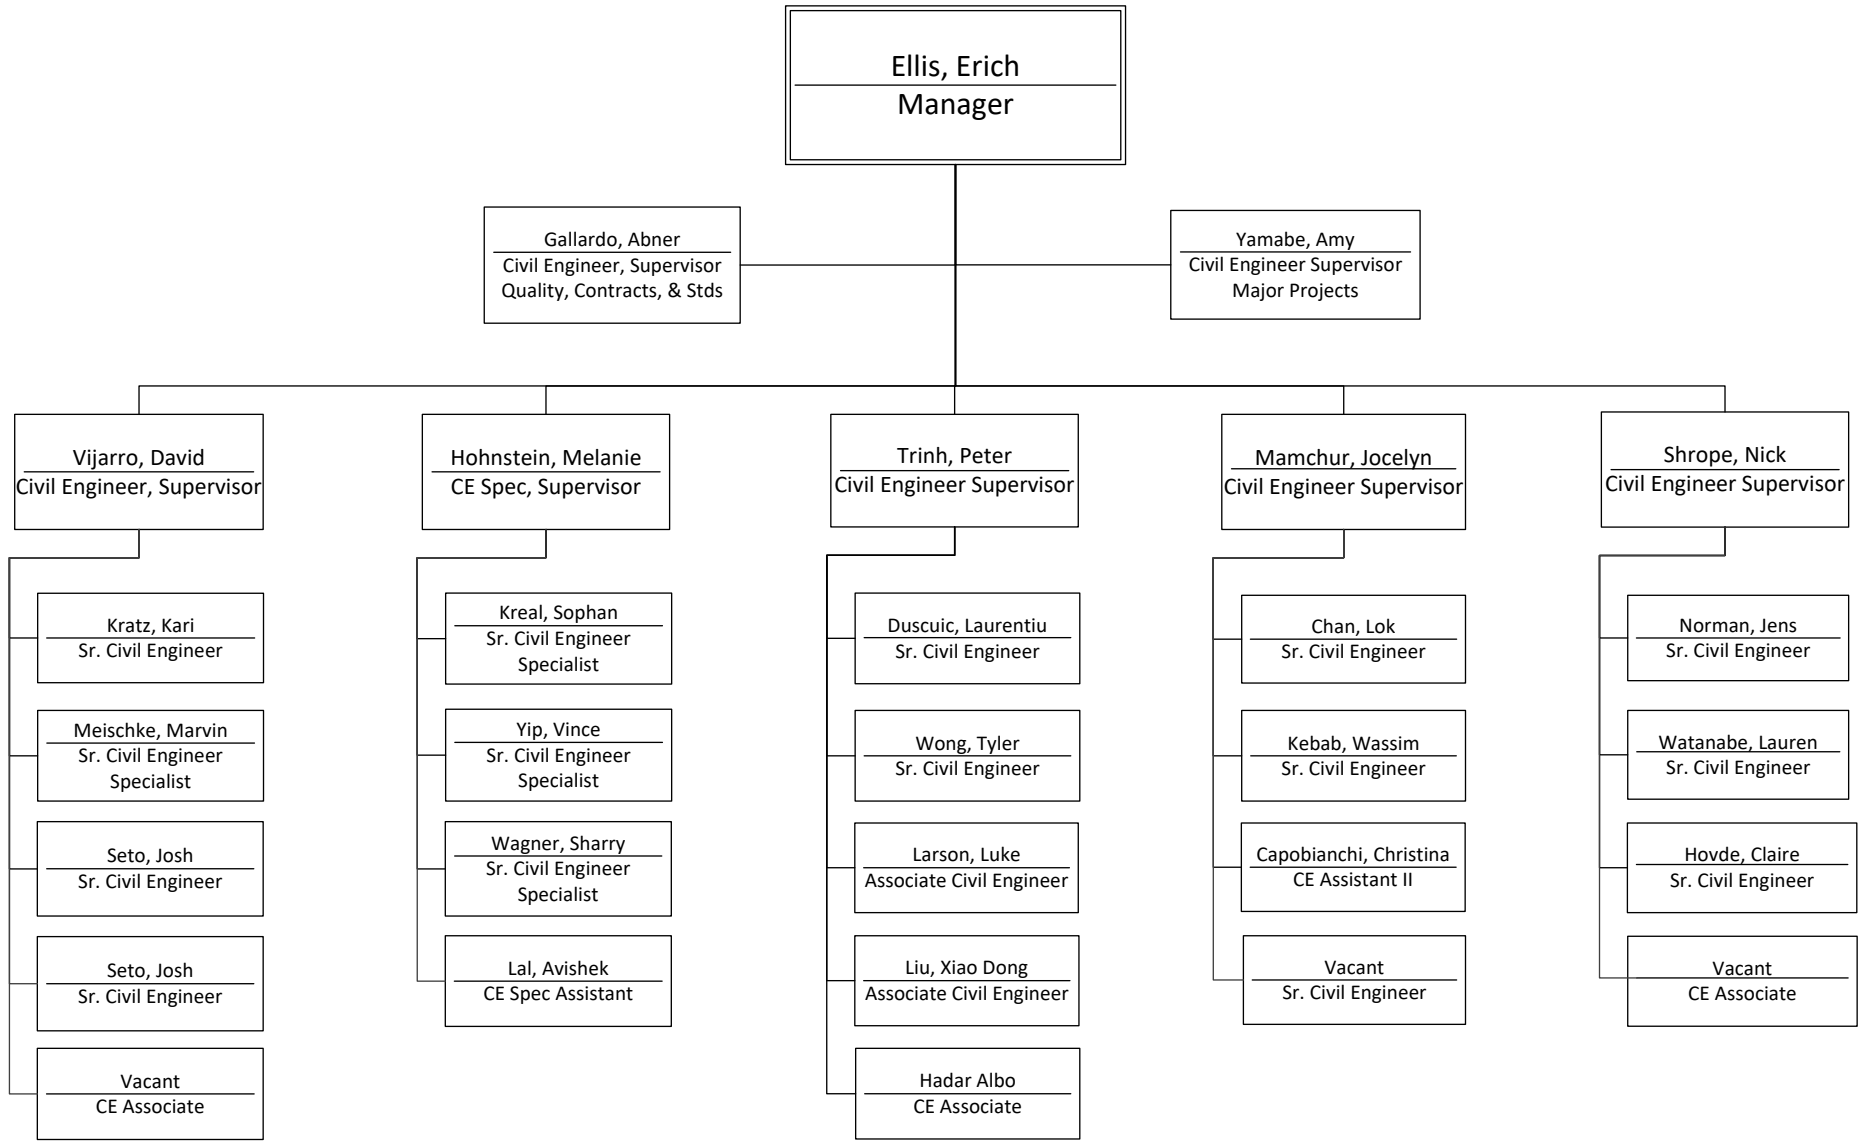 Ellis, Erich
Manager
Gallardo, Abner
Civil Engineer, Supervisor
Quality, Contracts, & Stds
Yamabe, Amy
Civil Engineer Supervisor
Major Projects
Vijarro, David
Civil Engineer, Supervisor
Kratz, Kari
Sr. Civil Engineer
Meischke, Marvin
Sr. Civil Engineer
Specialist
Seto, Josh
Sr. Civil Engineer
Seto, Josh
Sr. Civil Engineer
Vacant
CE Associate
Hohnstein, Melanie
CE Spec, Supervisor
Kreal, Sophan
Sr. Civil Engineer
Specialist
Yip, Vince
Sr. Civil Engineer
Specialist
Wagner, Sharry
Sr. Civil Engineer
Specialist
Lal, Avishek
CE Spec Assistant
Trinh, Peter
Civil Engineer Supervisor
Duscuic, Laurentiu
Sr. Civil Engineer
Wong, Tyler
Sr. Civil Engineer
Larson, Luke
Associate Civil Engineer
Liu, Xiao Dong
Associate Civil Engineer
Hadar Albo
CE Associate
Mamchur, Jocelyn
Civil Engineer Supervisor
Chan, Lok
Sr. Civil Engineer
Kebab, Wassim
Sr. Civil Engineer
Capobianchi, Christina
CE Assistant II
Vacant
Sr. Civil Engineer
Shrope, Nick
Civil Engineer Supervisor
Norman, Jens
Sr. Civil Engineer
Watanabe, Lauren
Sr. Civil Engineer
Hovde, Claire
Sr. Civil Engineer
Vacant
CE Associate